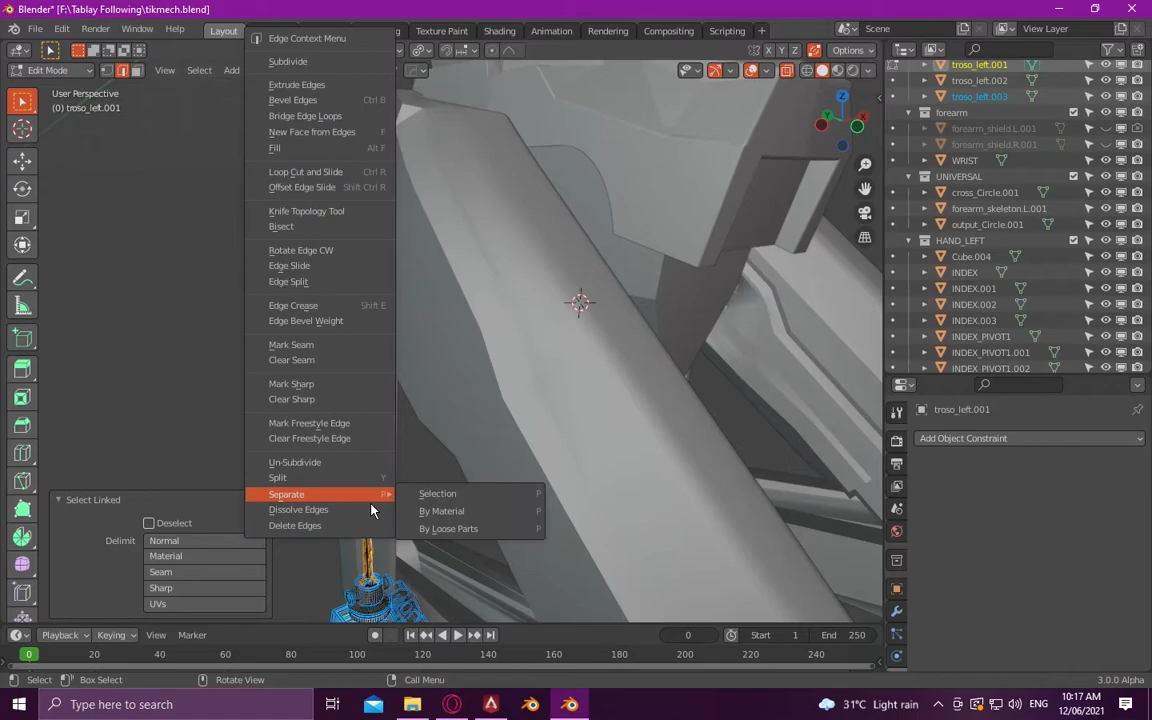 Blender* [F:\Tablay Following\tikmech.blend]
File Edit Render Window Help Layout Texture Paint Shading Animation Rendering Compositing Scripting + Scene View Layer
Options
Edit Mode View Select Add X Y Z
User Perspective
(0) troso_left.001
Edge Context Menu
Subdivide
Extrude Edges
Bevel Edges Ctrl B
Bridge Edge Loops
New Face from Edges F
Fill Alt F
Loop Cut and Slide Ctrl R
Offset Edge Slide Shift Ctrl R
Knife Topology Tool
Bisect
Rotate Edge CW
Edge Slide
Edge Split
Edge Crease Shift E
Edge Bevel Weight
Mark Seam
Clear Seam
Mark Sharp
Clear Sharp
Mark Freestyle Edge
Clear Freestyle Edge
Un-Subdivide
Split Y
Separate P
Dissolve Edges
Delete Edges
Selection P
By Material P
By Loose Parts P
Select Linked
Deselect
Delimit Normal
Material
Seam
Sharp
UVs
troso_left.001
troso_left.002
troso_left.003
forearm
forearm_shield.L.001
forearm_shield.R.001
WRIST
UNIVERSAL
cross_Circle.001
forearm_skeleton.L.001
output_Circle.001
HAND_LEFT
Cube.004
INDEX
INDEX.001
INDEX.002
INDEX.003
INDEX_PIVOT1
INDEX_PIVOT1.001
INDEX_PIVOT1.002
troso_left.001
Add Object Constraint
Playback Keying View Marker 0 Start 1 End 250
0 20 40 60 80 100 120 140 160 180 200 220 240
Select Box Select Rotate View Call Menu 3.0.0 Alpha
Type here to search 31°C Light rain ENG 10:17 AM
12/06/2021